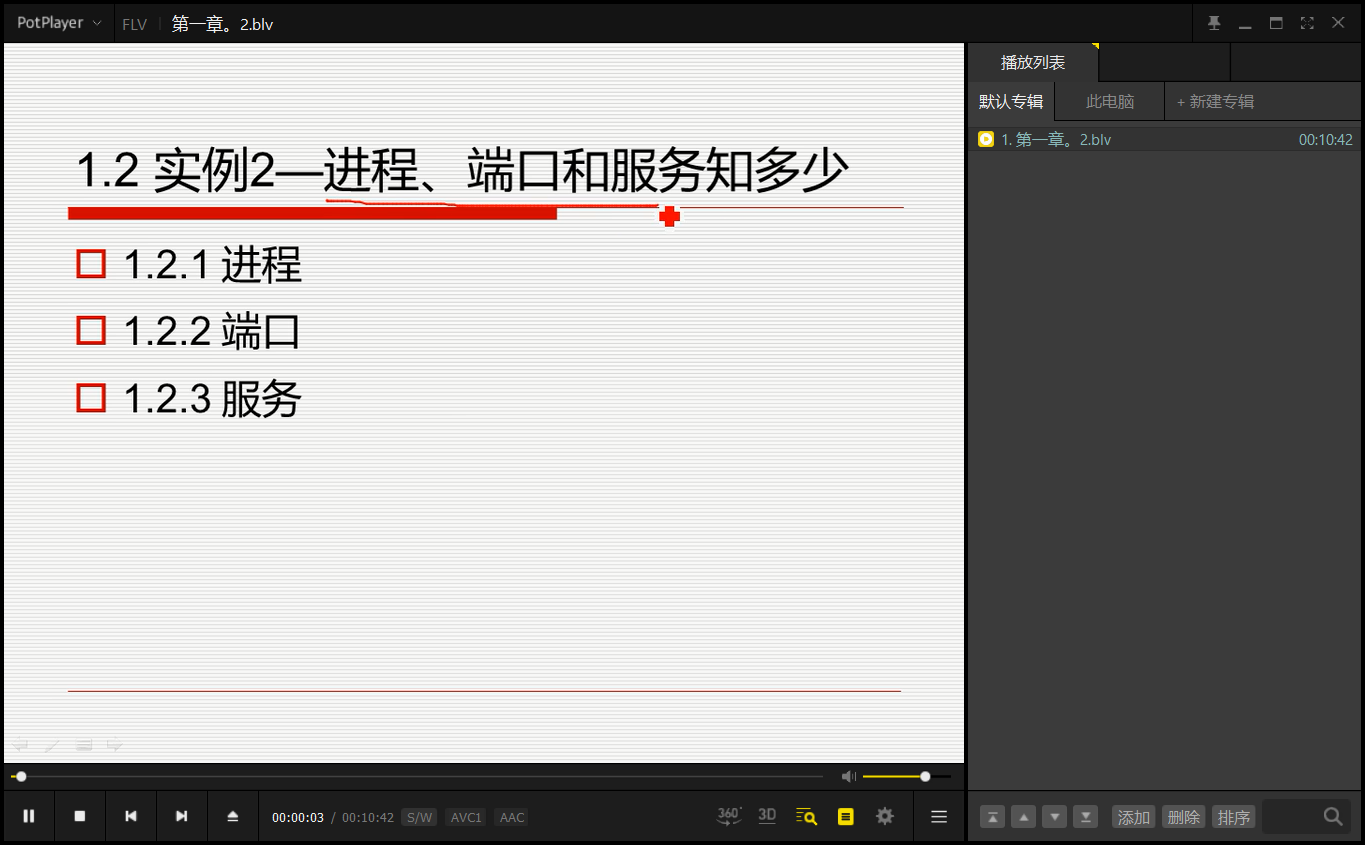 PotPlayer
FLV
第一章。2.blv
播放列表
默认专辑
此电脑
+ 新建专辑
1. 第一章。2.blv
00:10:42
1.2 实例2—进程、端口和服务知多少
1.2.1 进程
1.2.2 端口
1.2.3 服务
00:00:03 / 00:10:42
S/W
AVC1
AAC
360°
3D
添加
删除
排序